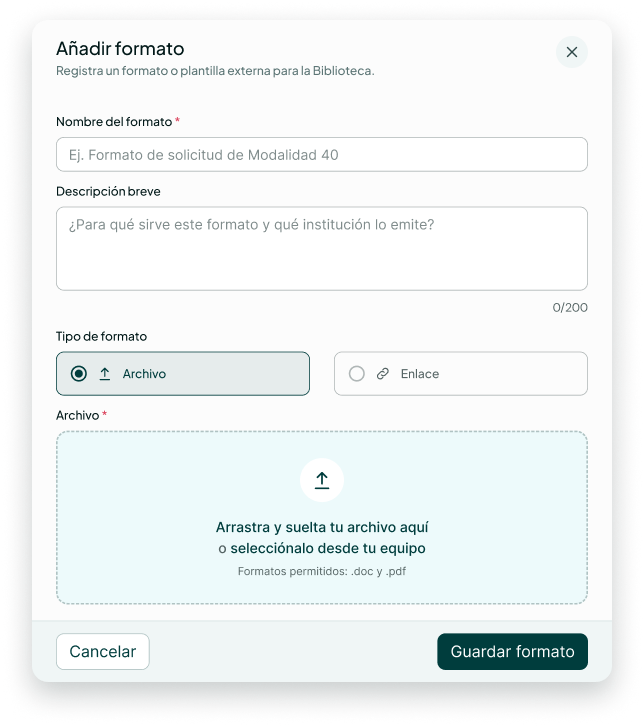 Añadir formato
Registra un formato o plantilla externa para la Biblioteca.
Nombre del formato *
Ej. Formato de solicitud de Modalidad 40
Descripción breve
¿Para qué sirve este formato y qué institución lo emite?
0/200
Tipo de formato
Archivo
Enlace
Archivo *
Arrastra y suelta tu archivo aquí
o selecciónalo desde tu equipo
Formatos permitidos: .doc y .pdf
Cancelar
Guardar formato